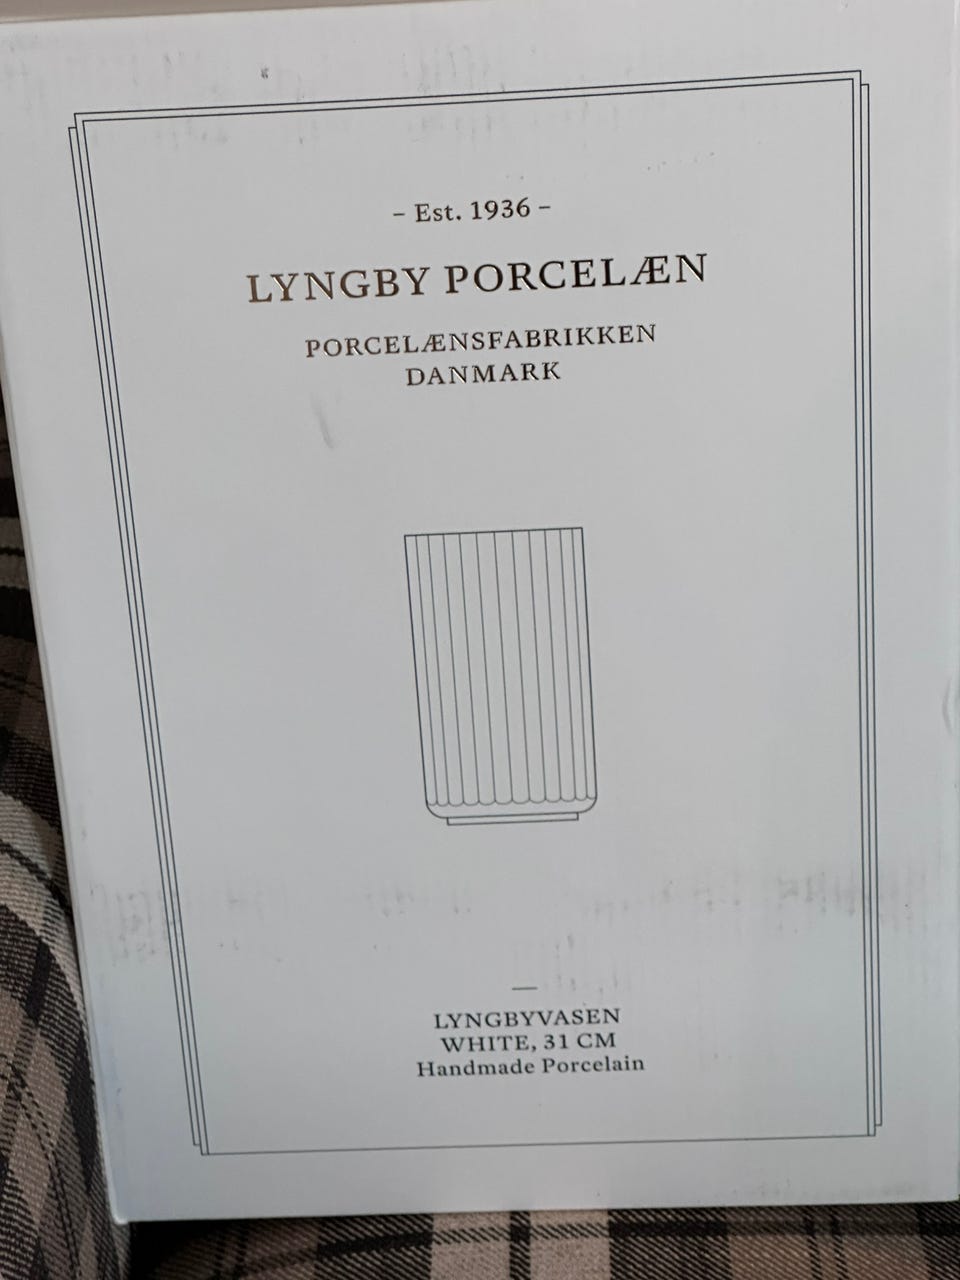 – Est. 1936 –
LYNGBY PORCELÆN
PORCELÆNSFABRIKKEN
DANMARK
—
LYNGBYVASEN
WHITE, 31 CM
Handmade Porcelain